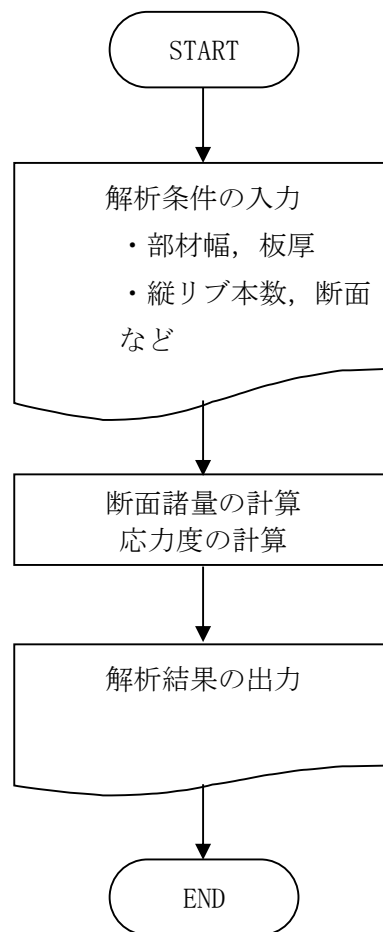 START
解析条件の入力
・部材幅，板厚
・縦リブ本数，断面
など
断面諸量の計算
応力度の計算
解析結果の出力
END